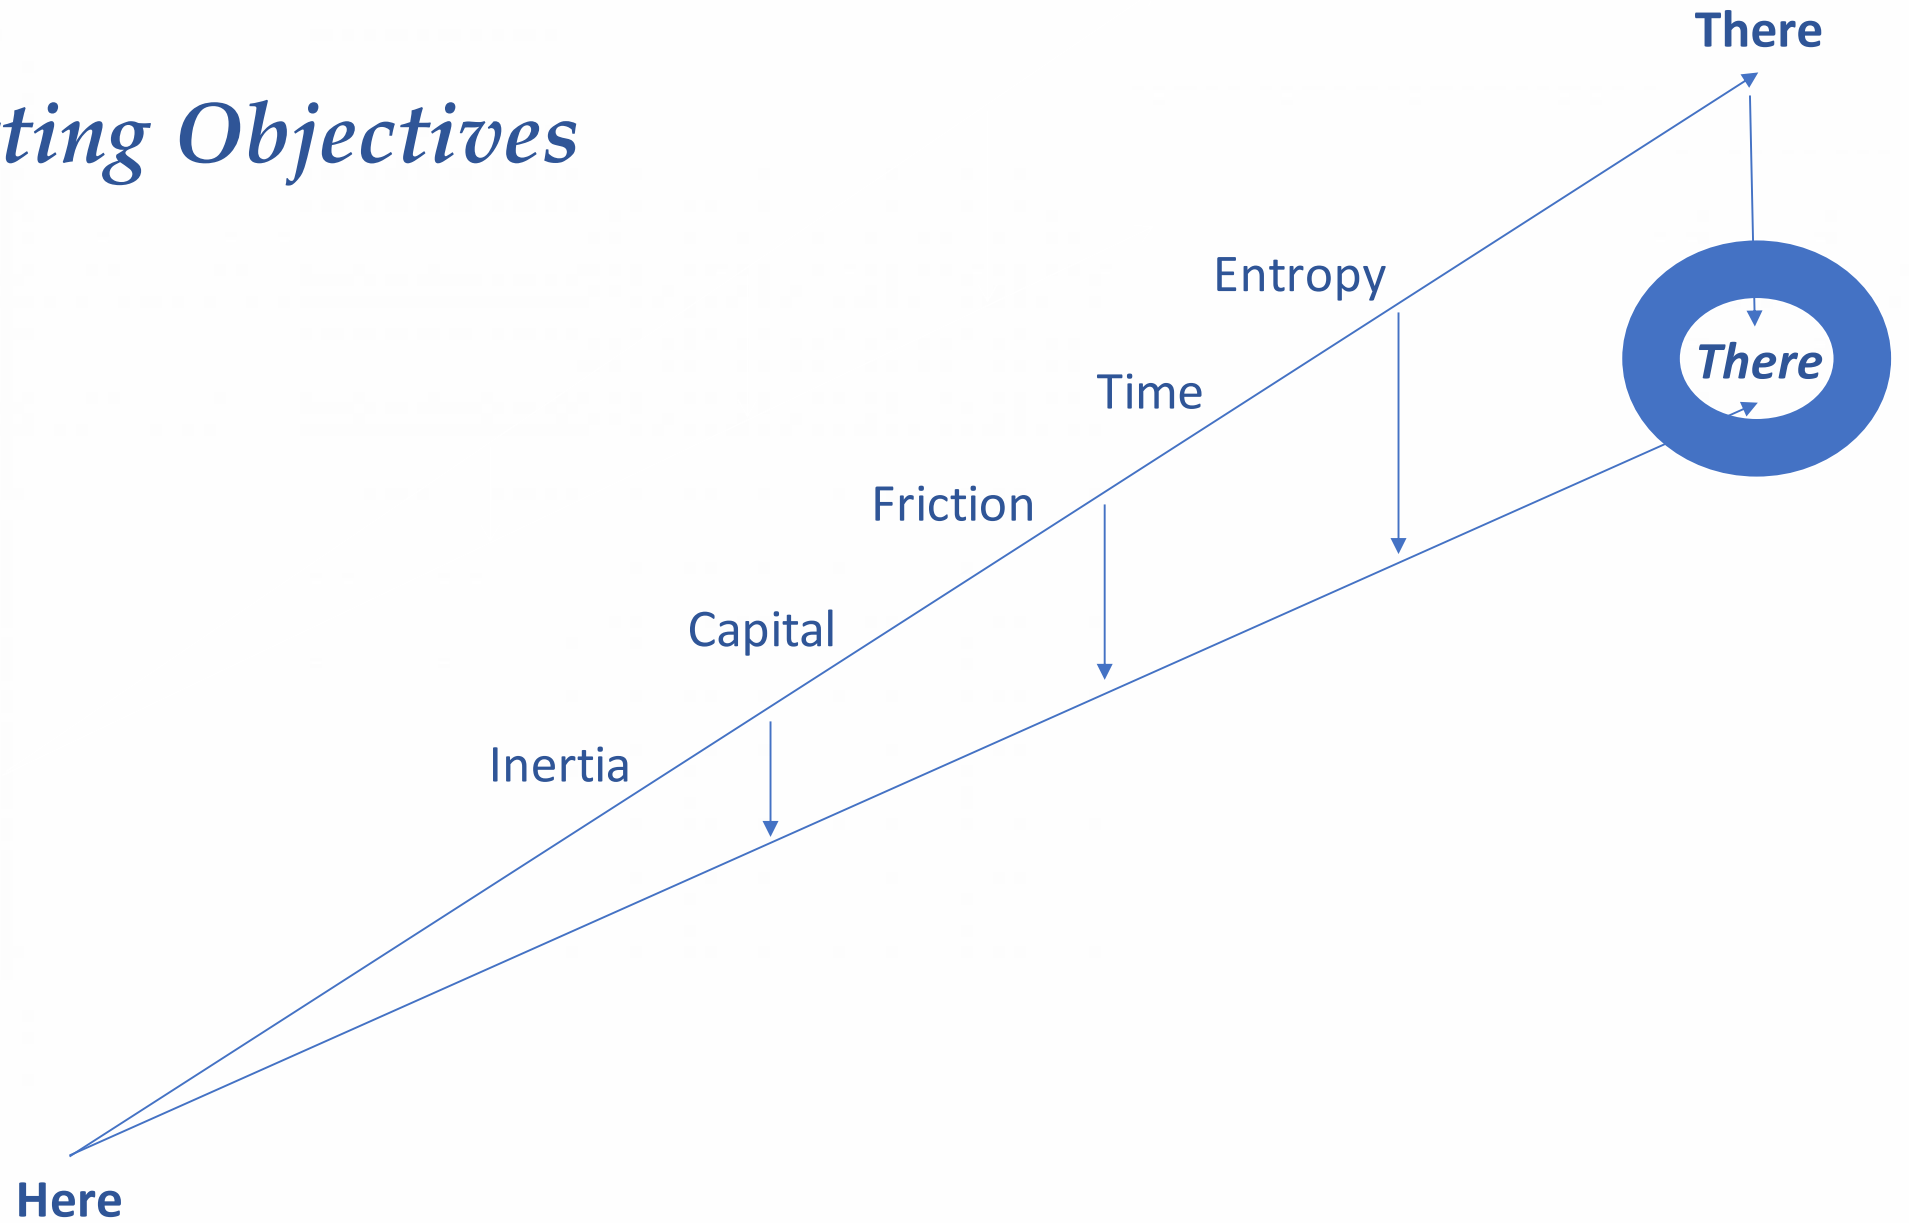 There
ting Objectives
Entropy
There
Time
Friction
Capital
Inertia
Here